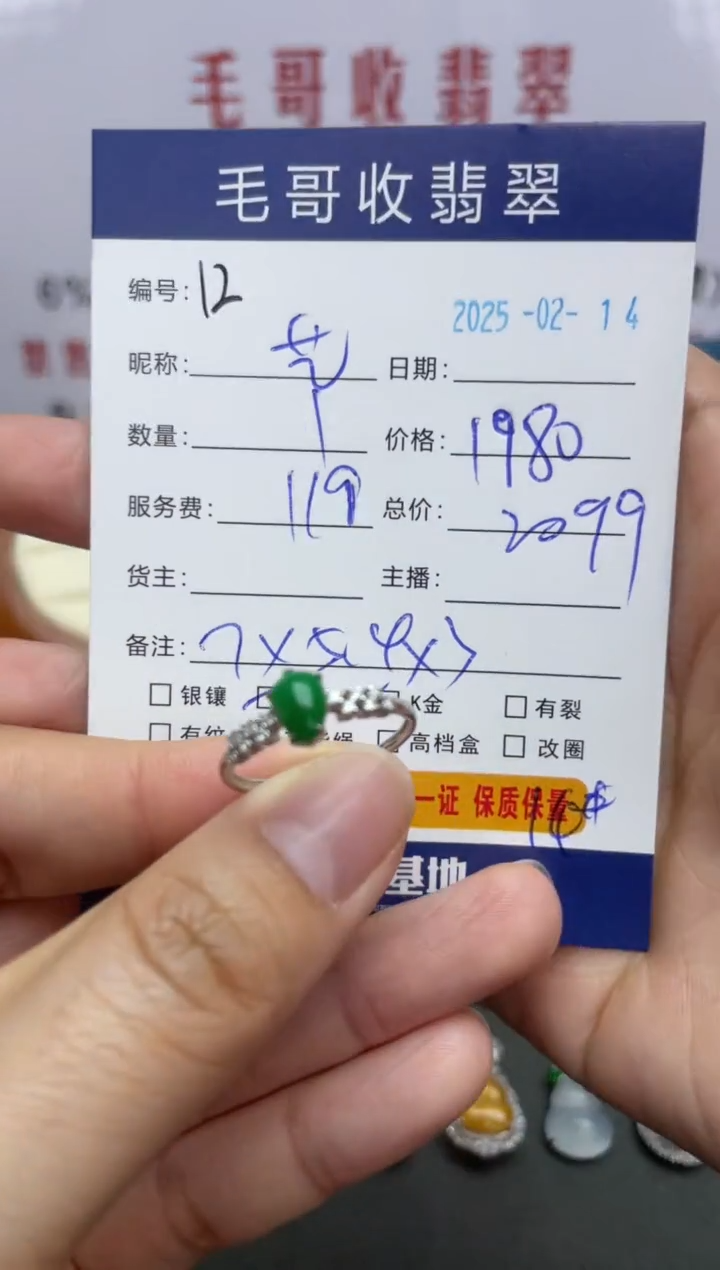 毛哥收翡翠
毛哥收翡翠
编号: 12
2025-02-14
昵称: 日期:
数量: 1 价格: 1980
服务费: 119 总价: 2099
货主: 主播:
备注:
银镶 K金 有裂
高档盒 改圈
一证 保质保量
16#
基地